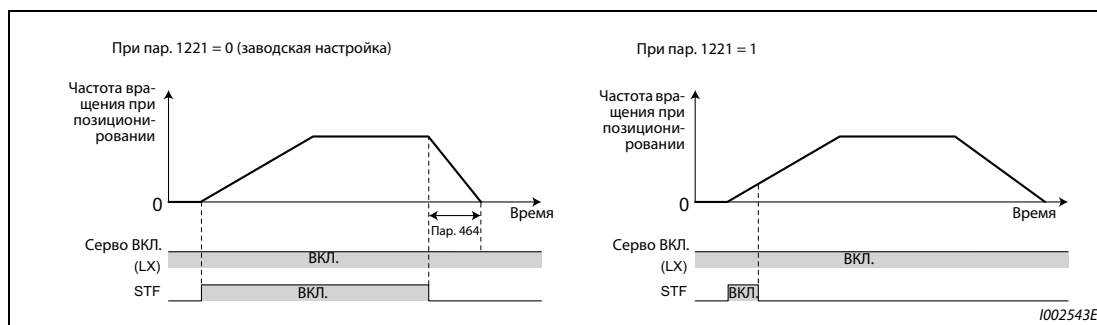 При пар. 1221 = 0 (заводская настройка)
Частота вра-
щения при
позициони-
ровании
0
Время
Пар. 464
Серво ВКЛ.
(LX)
ВКЛ.
STF
ВКЛ.
При пар. 1221 = 1
Частота вра-
щения при
позициони-
ровании
0
Время
Серво ВКЛ.
(LX)
ВКЛ.
STF
ВКЛ.
I002543E